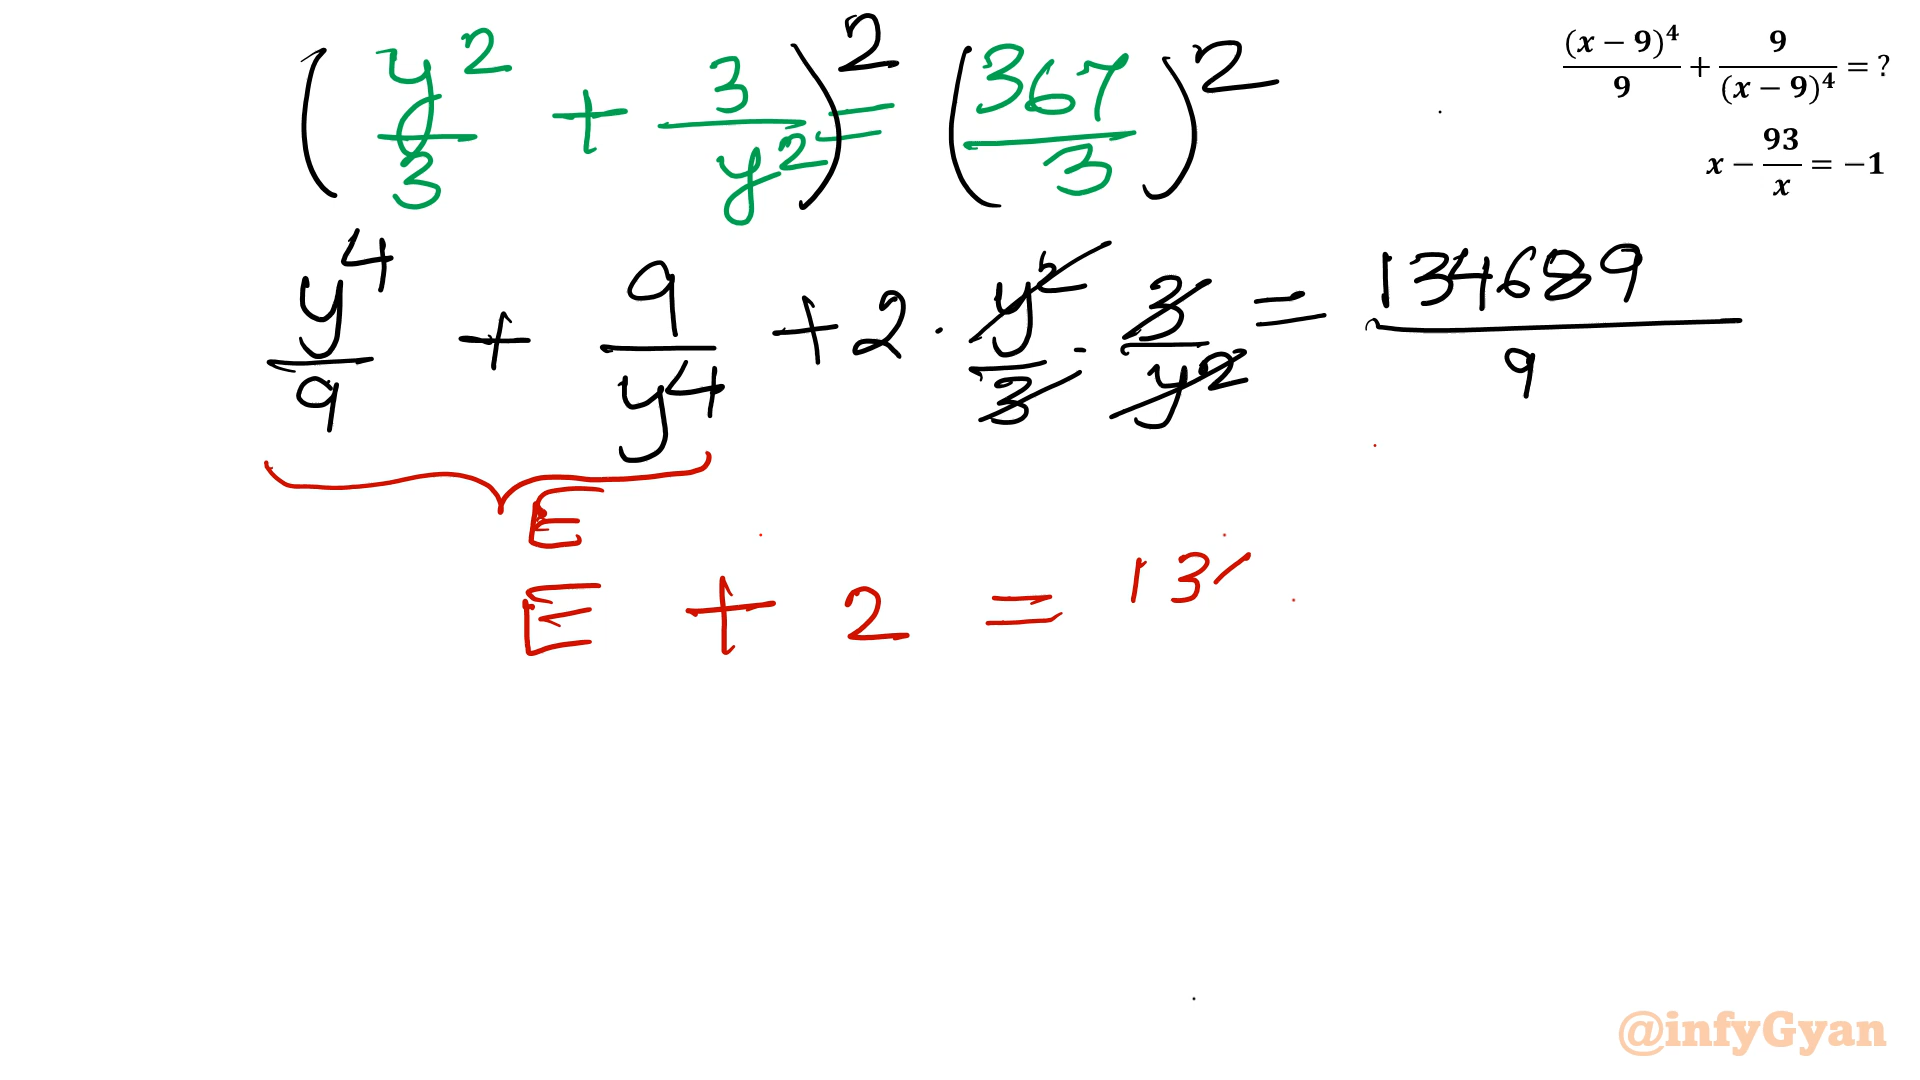 (y²/3 + 3/y²)² = (367/3)²
(x − 9)⁴/9 + 9/(x − 9)⁴ = ?
x − 93/x = −1
y⁴/9 + 9/y⁴ + 2 · y²/3 · 3/y² = 134689/9
E
E + 2 = 13
@infyGyan